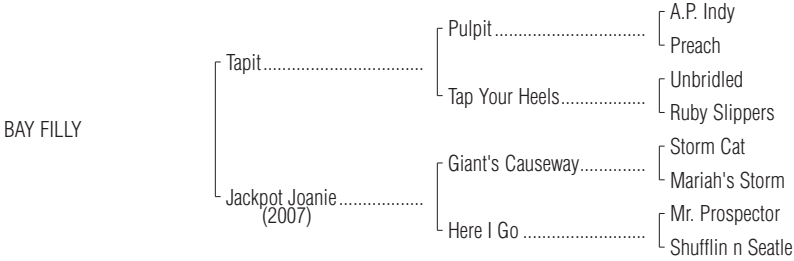 A.P. Indy
Pulpit..............................
Preach
Tapit................................
Unbridled
Tap Your Heels.................
Ruby Slippers
BAY FILLY
Storm Cat
Giant's Causeway.............
Mariah's Storm
Jackpot Joanie.................
(2007)
Mr. Prospector
Here I Go ........................
Shufflin n Seatle